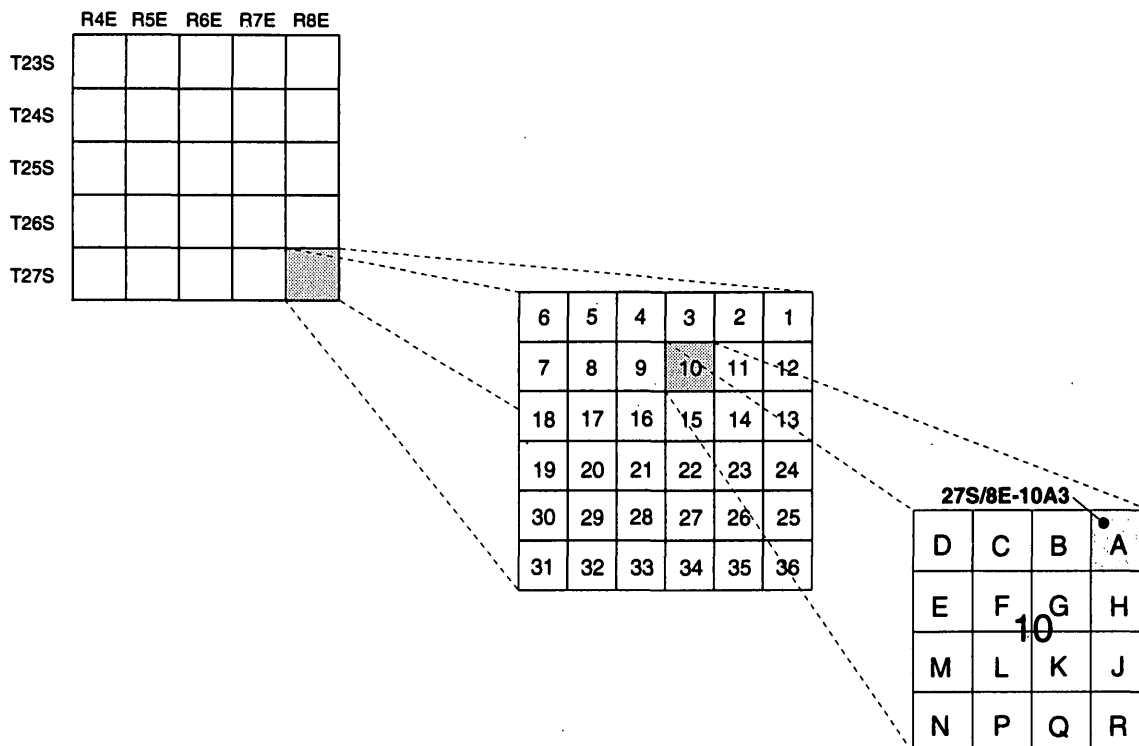 R4E R5E R6E R7E R8E
T23S
T24S
T25S
T26S
T27S
6 5 4 3 2 1
7 8 9 10 11 12
18 17 16 15 14 13
19 20 21 22 23 24
30 29 28 27 26 25
31 32 33 34 35 36
27S/8E-10A3
D C B A
E F G H
10
M L K J
N P Q R